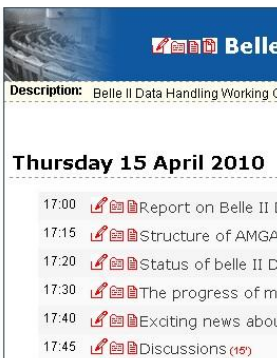 Belle
Description: Belle II Data Handling Working
Thursday 15 April 2010
17:00 Report on Belle II
17:15 Structure of AMGA
17:20 Status of belle II D
17:30 The progress of m
17:40 Exciting news abou
17:45 Discussions (15')